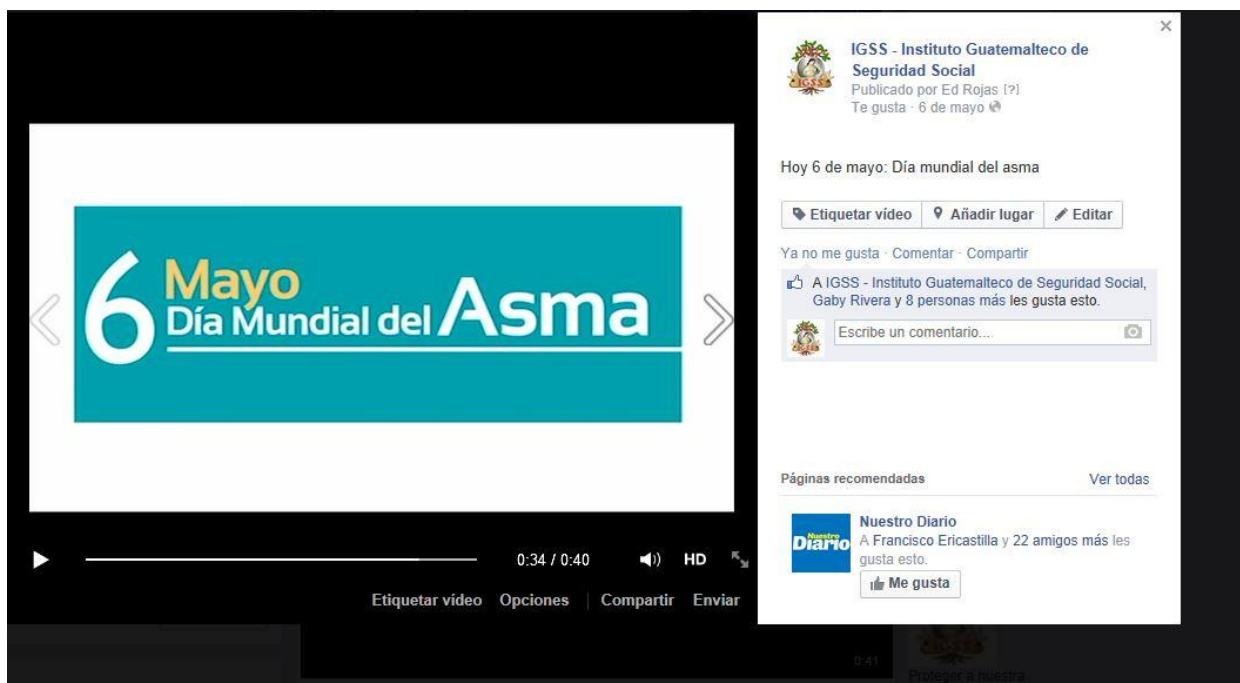 6 Mayo
Día Mundial del Asma
0:34 / 0:40
HD
Etiquetar vídeo Opciones Compartir Enviar
×
IGSS
IGSS - Instituto Guatemalteco de
Seguridad Social
Publicado por Ed Rojas [?]
Te gusta · 6 de mayo
Hoy 6 de mayo: Día mundial del asma
Etiquetar vídeo Añadir lugar Editar
Ya no me gusta · Comentar · Compartir
A IGSS - Instituto Guatemalteco de Seguridad Social,
Gaby Rivera y 8 personas más les gusta esto.
Escribe un comentario...
Páginas recomendadas Ver todas
Nuestro
Diario
Nuestro Diario
A Francisco Ericastilla y 22 amigos más les
gusta esto.
Me gusta
0:41
Proteger a nuestra